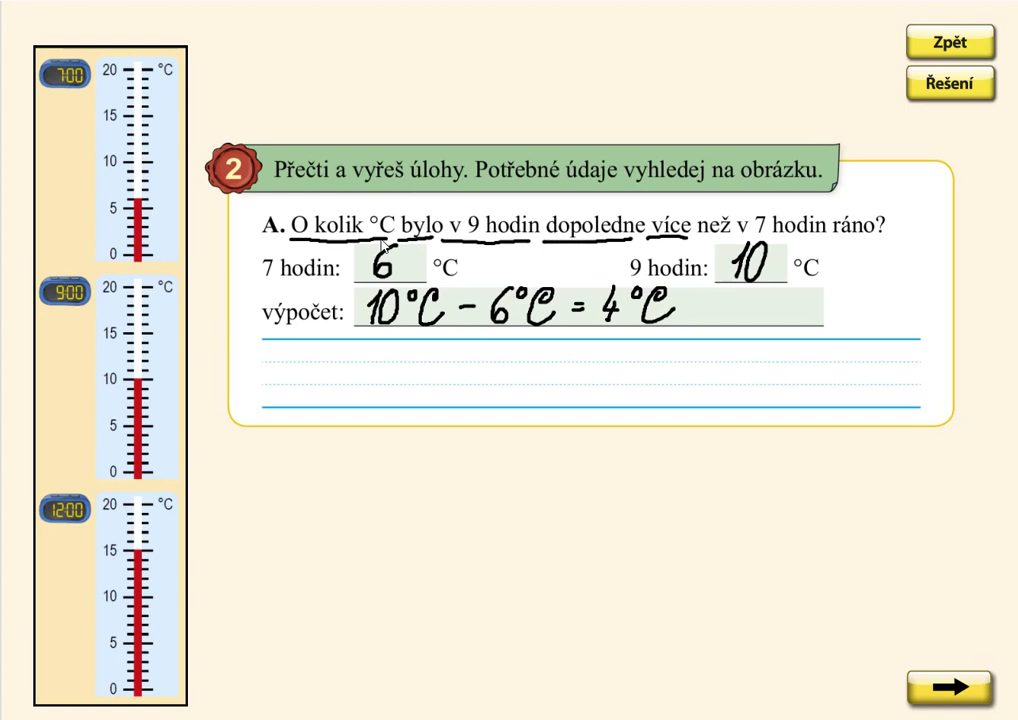 7:00
20 °C
15
10
5
0
9:00
20 °C
15
10
5
0
12:00
20 °C
15
10
5
0
Zpět
Řešení
2 Přečti a vyřeš úlohy. Potřebné údaje vyhledej na obrázku.
A. O kolik °C bylo v 9 hodin dopoledne více než v 7 hodin ráno?
7 hodin: 6 °C 9 hodin: 10 °C
výpočet: 10°C - 6°C = 4°C